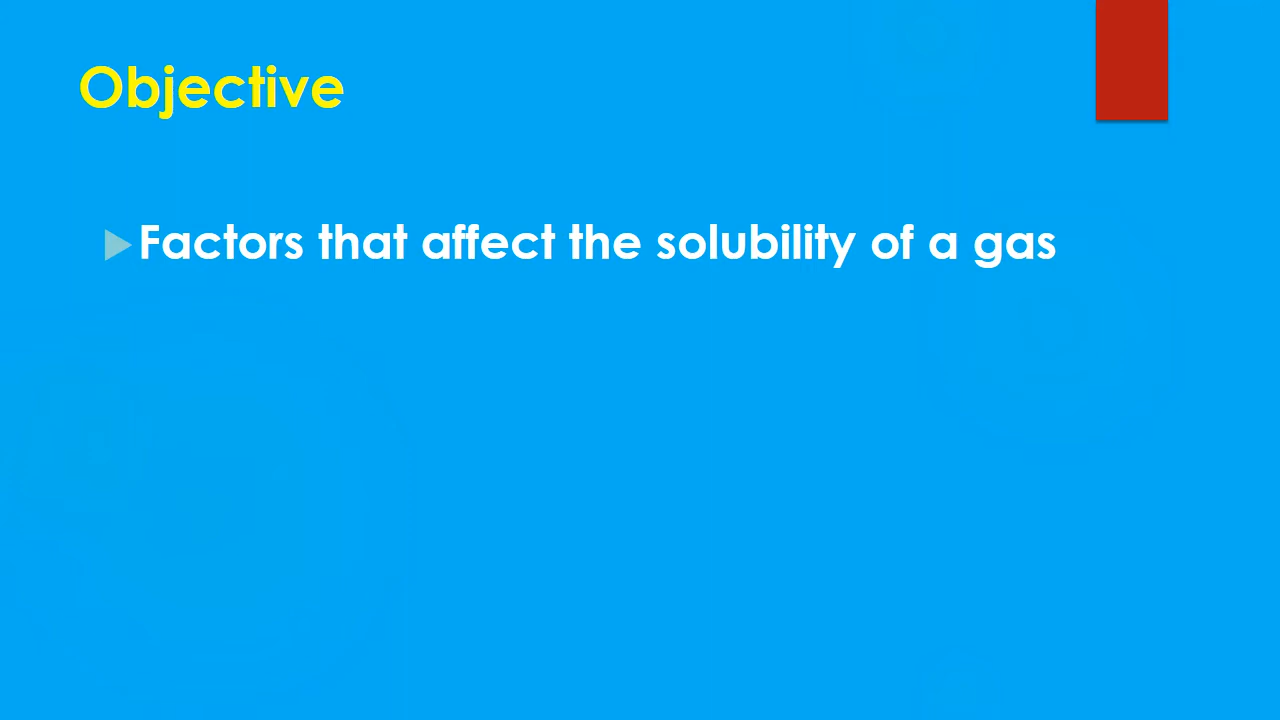 Objective
Factors that affect the solubility of a gas